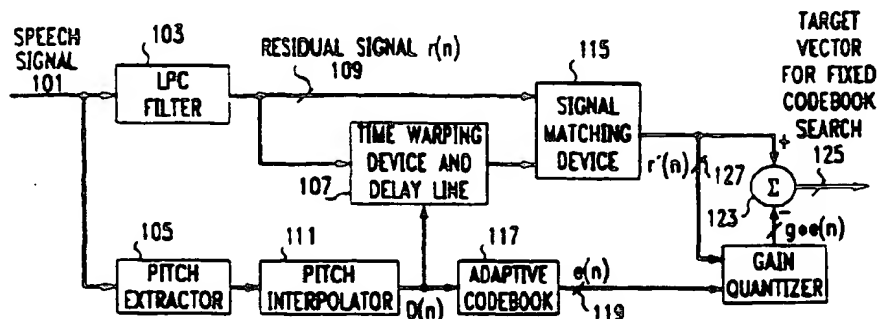 SPEECH
SIGNAL
101
103
LPC
FILTER
RESIDUAL SIGNAL r(n)
109
115
SIGNAL
MATCHING
DEVICE
TARGET
VECTOR
FOR FIXED
CODEBOOK
SEARCH
125
TIME WARPING
DEVICE AND
DELAY LINE
107
r'(n)
127
+
Σ
123
−
g•e(n)
105
PITCH
EXTRACTOR
111
PITCH
INTERPOLATOR
D(n)
117
ADAPTIVE
CODEBOOK
e(n)
119
GAIN
QUANTIZER